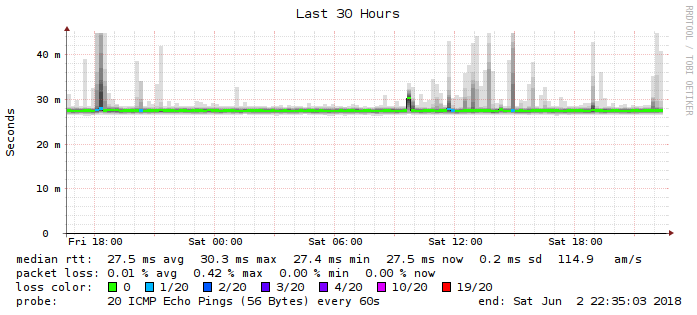 Last 30 Hours
RRDTOOL / TOBI OETIKER
Seconds
40 m
30 m
20 m
10 m
0
Fri 18:00 Sat 00:00 Sat 06:00 Sat 12:00 Sat 18:00
median rtt: 27.5 ms avg 30.3 ms max 27.4 ms min 27.5 ms now 0.2 ms sd 114.9 am/s
packet loss: 0.01 % avg 0.42 % max 0.00 % min 0.00 % now
loss color: 0 1/20 2/20 3/20 4/20 10/20 19/20
probe: 20 ICMP Echo Pings (56 Bytes) every 60s end: Sat Jun 2 22:35:03 2018